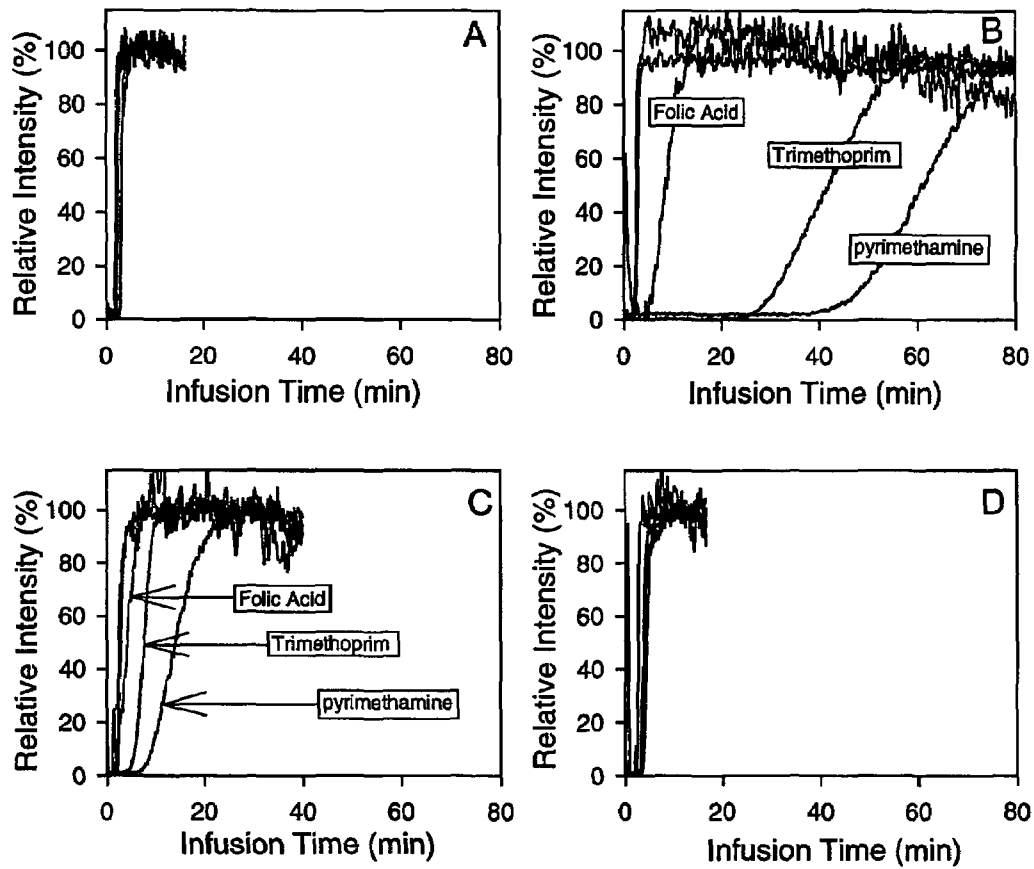 A
Relative Intensity (%)
100
80
60
40
20
0
0 20 40 60 80
Infusion Time (min)
B
Relative Intensity (%)
100
80
60
40
20
0
Folic Acid
Trimethoprim
pyrimethamine
0 20 40 60 80
Infusion Time (min)
C
Relative Intensity (%)
100
80
60
40
20
0
Folic Acid
Trimethoprim
pyrimethamine
0 20 40 60 80
Infusion Time (min)
D
Relative Intensity (%)
100
80
60
40
20
0
0 20 40 60 80
Infusion Time (min)